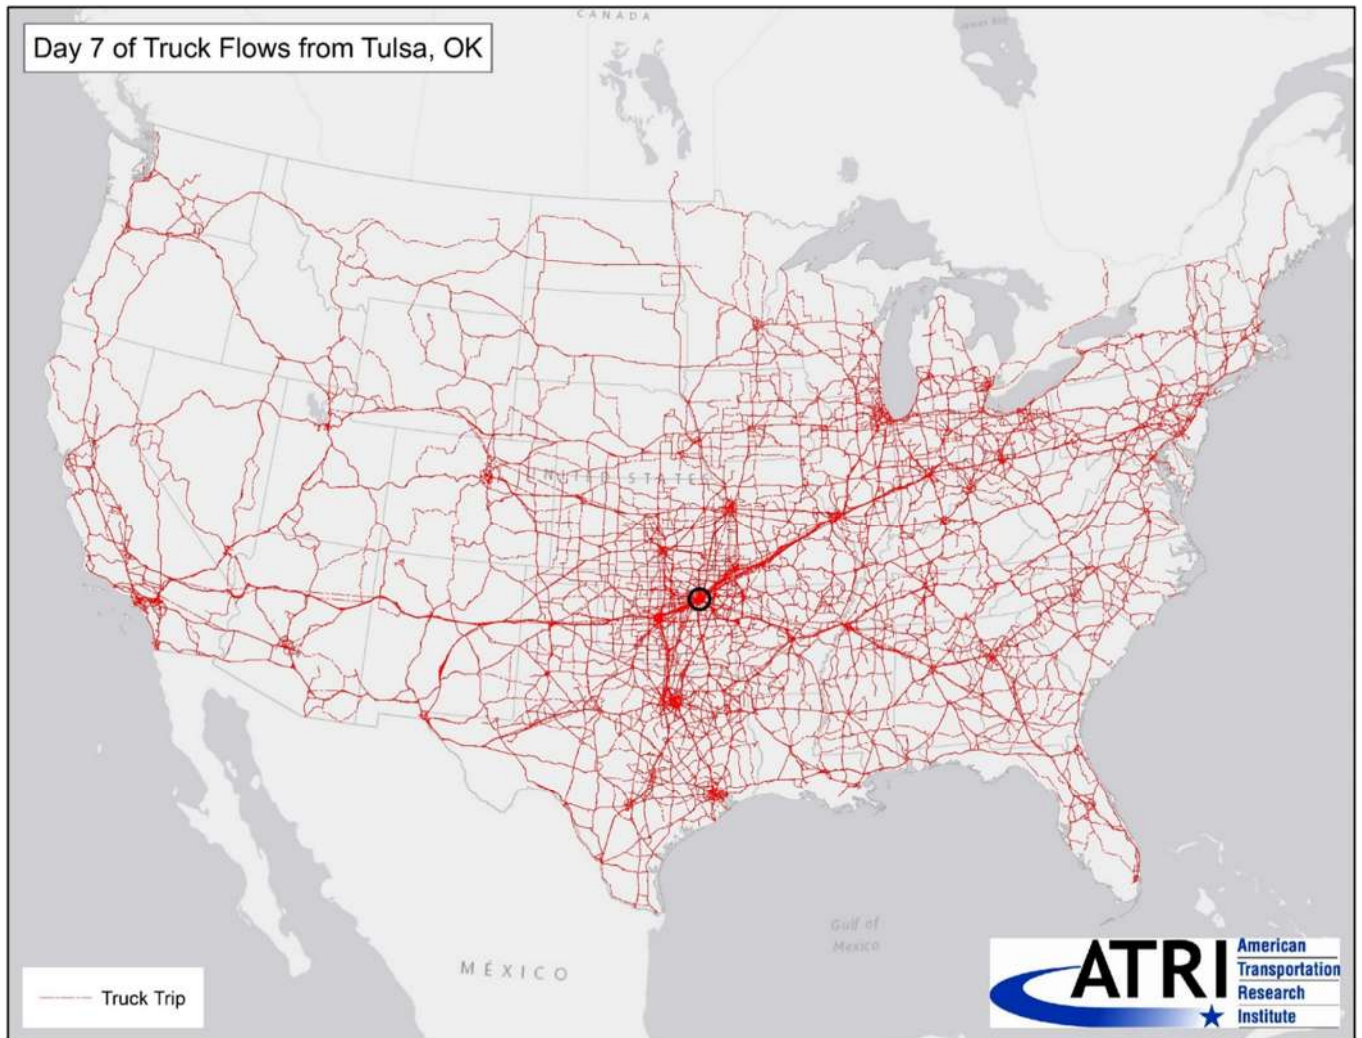 CANADA
Day 7 of Truck Flows from Tulsa, OK
UNITED STATES
Gulf of
Mexico
MÉXICO
Truck Trip
ATRI
American
Transportation
Research
Institute